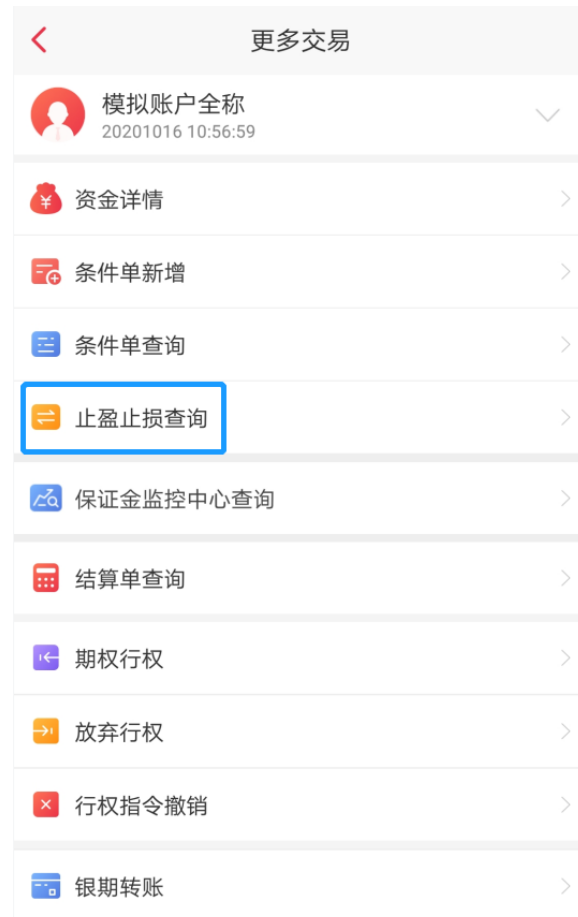 更多交易
模拟账户全称
20201016 10:56:59
资金详情
条件单新增
条件单查询
止盈止损查询
保证金监控中心查询
结算单查询
期权行权
放弃行权
行权指令撤销
银期转账